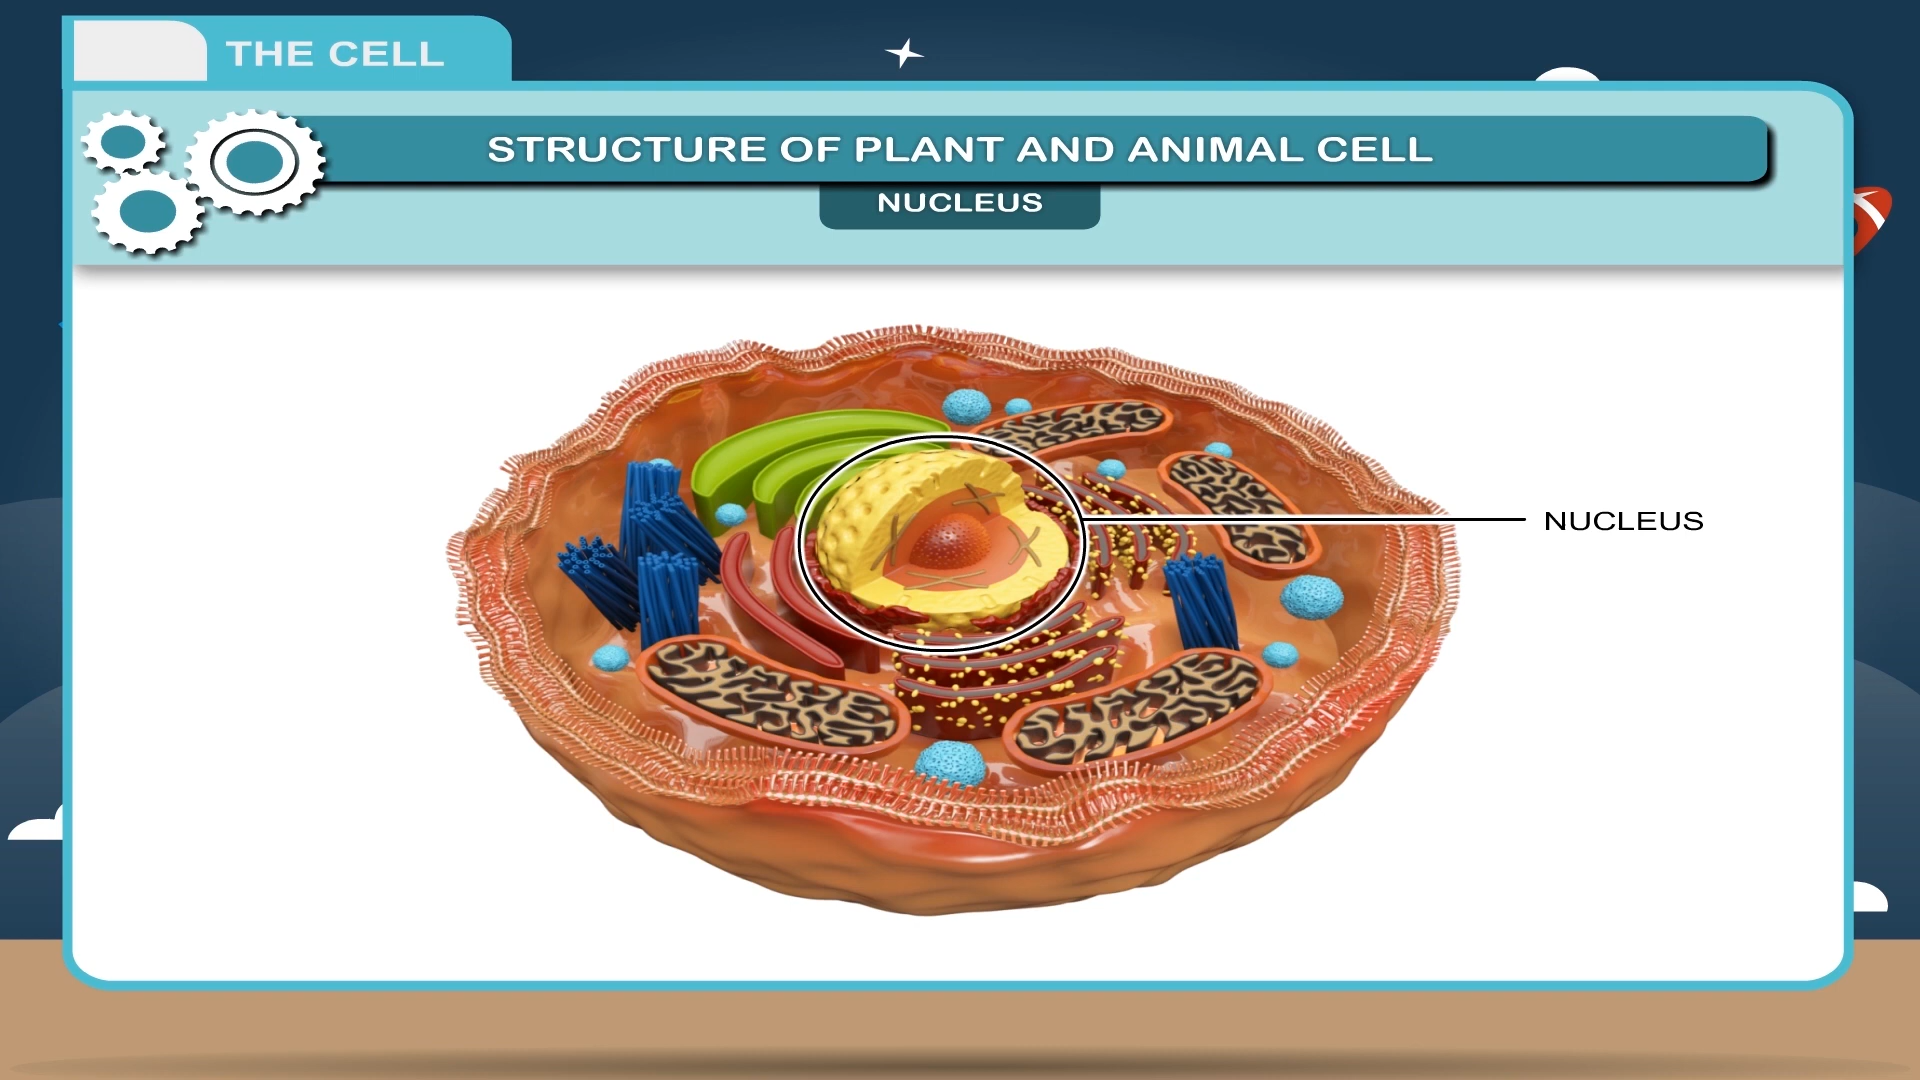 THE CELL
STRUCTURE OF PLANT AND ANIMAL CELL
NUCLEUS
NUCLEUS